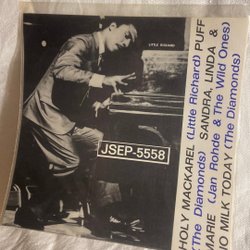 LITTLE RICHARD
JSEP-5558
HOLY MACKAREL (Little Richard) PUFF
(The Diamonds) SANDRA, LINDA &
MARIE (Jan Rohde & The Wild Ones)
NO MILK TODAY (The Diamonds)